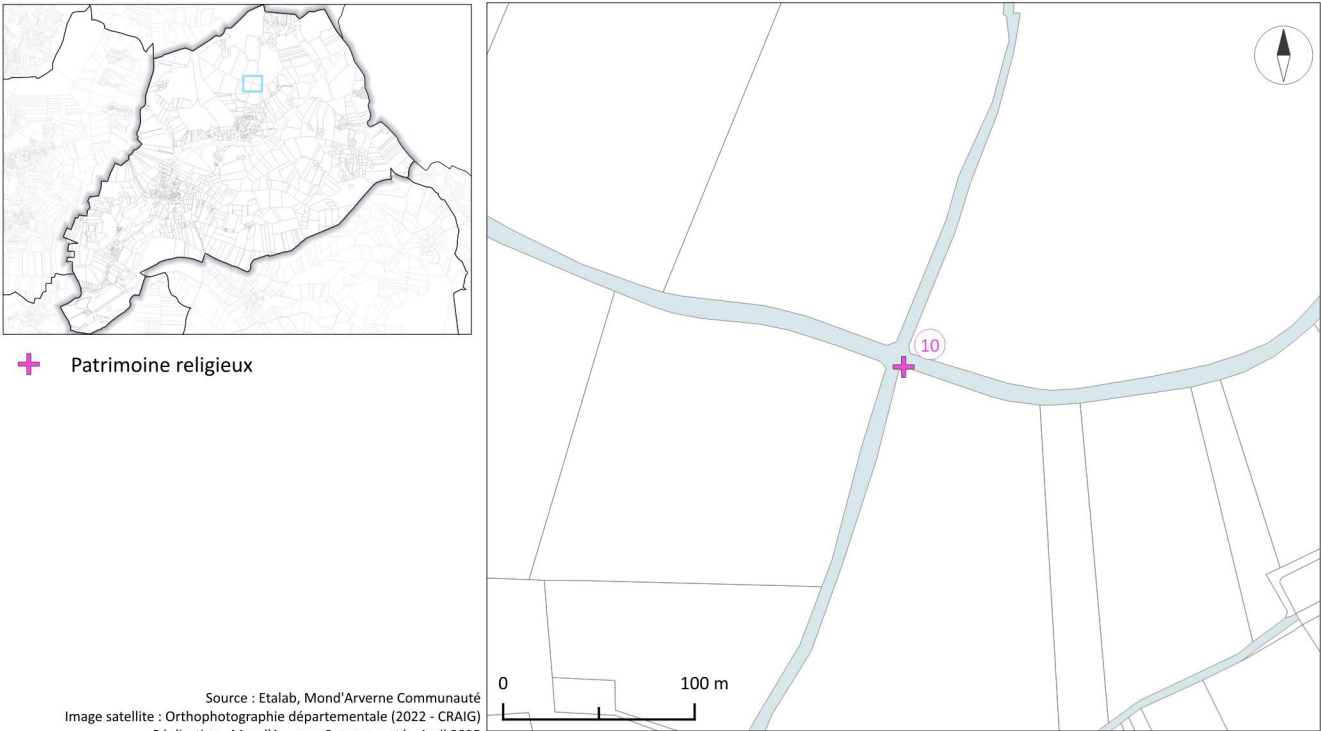 Patrimoine religieux
10
0 100 m
Source : Etalab, Mond'Arverne Communauté
Image satellite : Orthophotographie départementale (2022 - CRAIG)